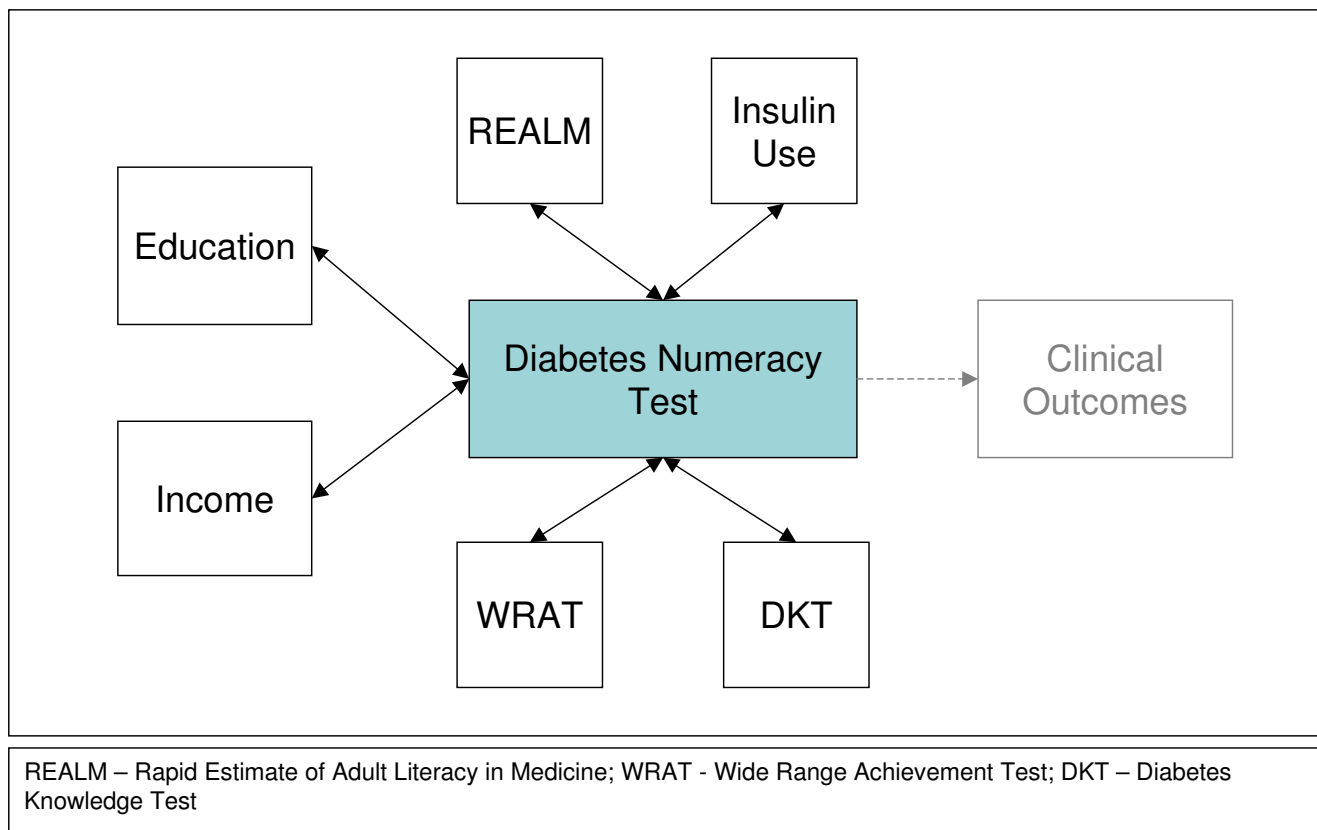 REALM
Insulin
Use
Education
Diabetes Numeracy
Test
Clinical
Outcomes
Income
WRAT
DKT
REALM – Rapid Estimate of Adult Literacy in Medicine; WRAT - Wide Range Achievement Test; DKT – Diabetes
Knowledge Test